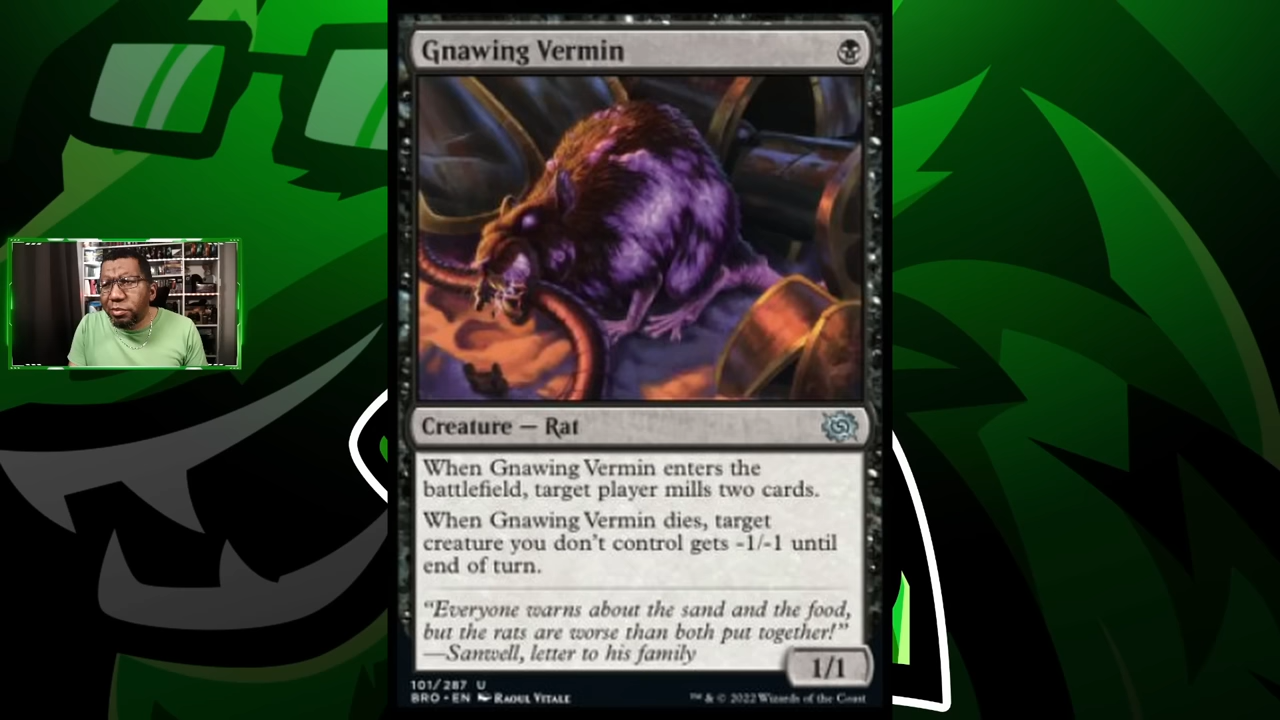 Gnawing Vermin
Creature — Rat
When Gnawing Vermin enters the
battlefield, target player mills two cards.
When Gnawing Vermin dies, target
creature you don't control gets -1/-1 until
end of turn.
"Everyone warns about the sand and the food,
but the rats are worse than both put together!"
—Sanwell, letter to his family
1/1
101/287 U
BRO • EN Raoul Vitale
™ & © 2022 Wizards of the Coast